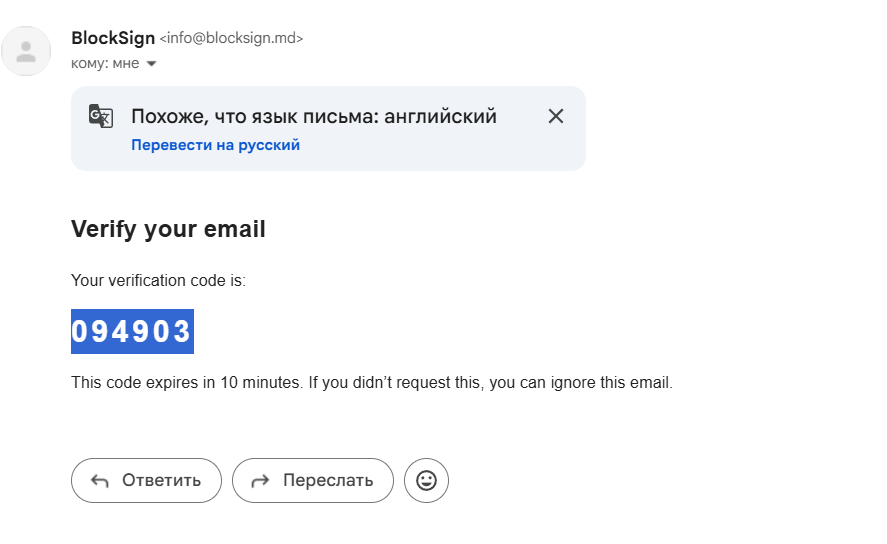 BlockSign <info@blocksign.md>
кому: мне
Похоже, что язык письма: английский
Перевести на русский
Verify your email
Your verification code is:
094903
This code expires in 10 minutes. If you didn’t request this, you can ignore this email.
Ответить Переслать